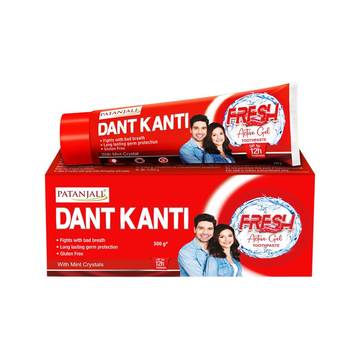 PATANJALI
DANT KANTI
• Fights with bad breath
• Long lasting germ protection
• Gluten Free
With Mint Crystal
FRESH
Active Gel
TOOTHPASTE
12h
PATANJALI
DANT KANTI
• Fights with bad breath
• Long lasting germ protection
• Gluten Free
With Mint Crystals
300 g*
FRESH
Active Gel
TOOTHPASTE
12h